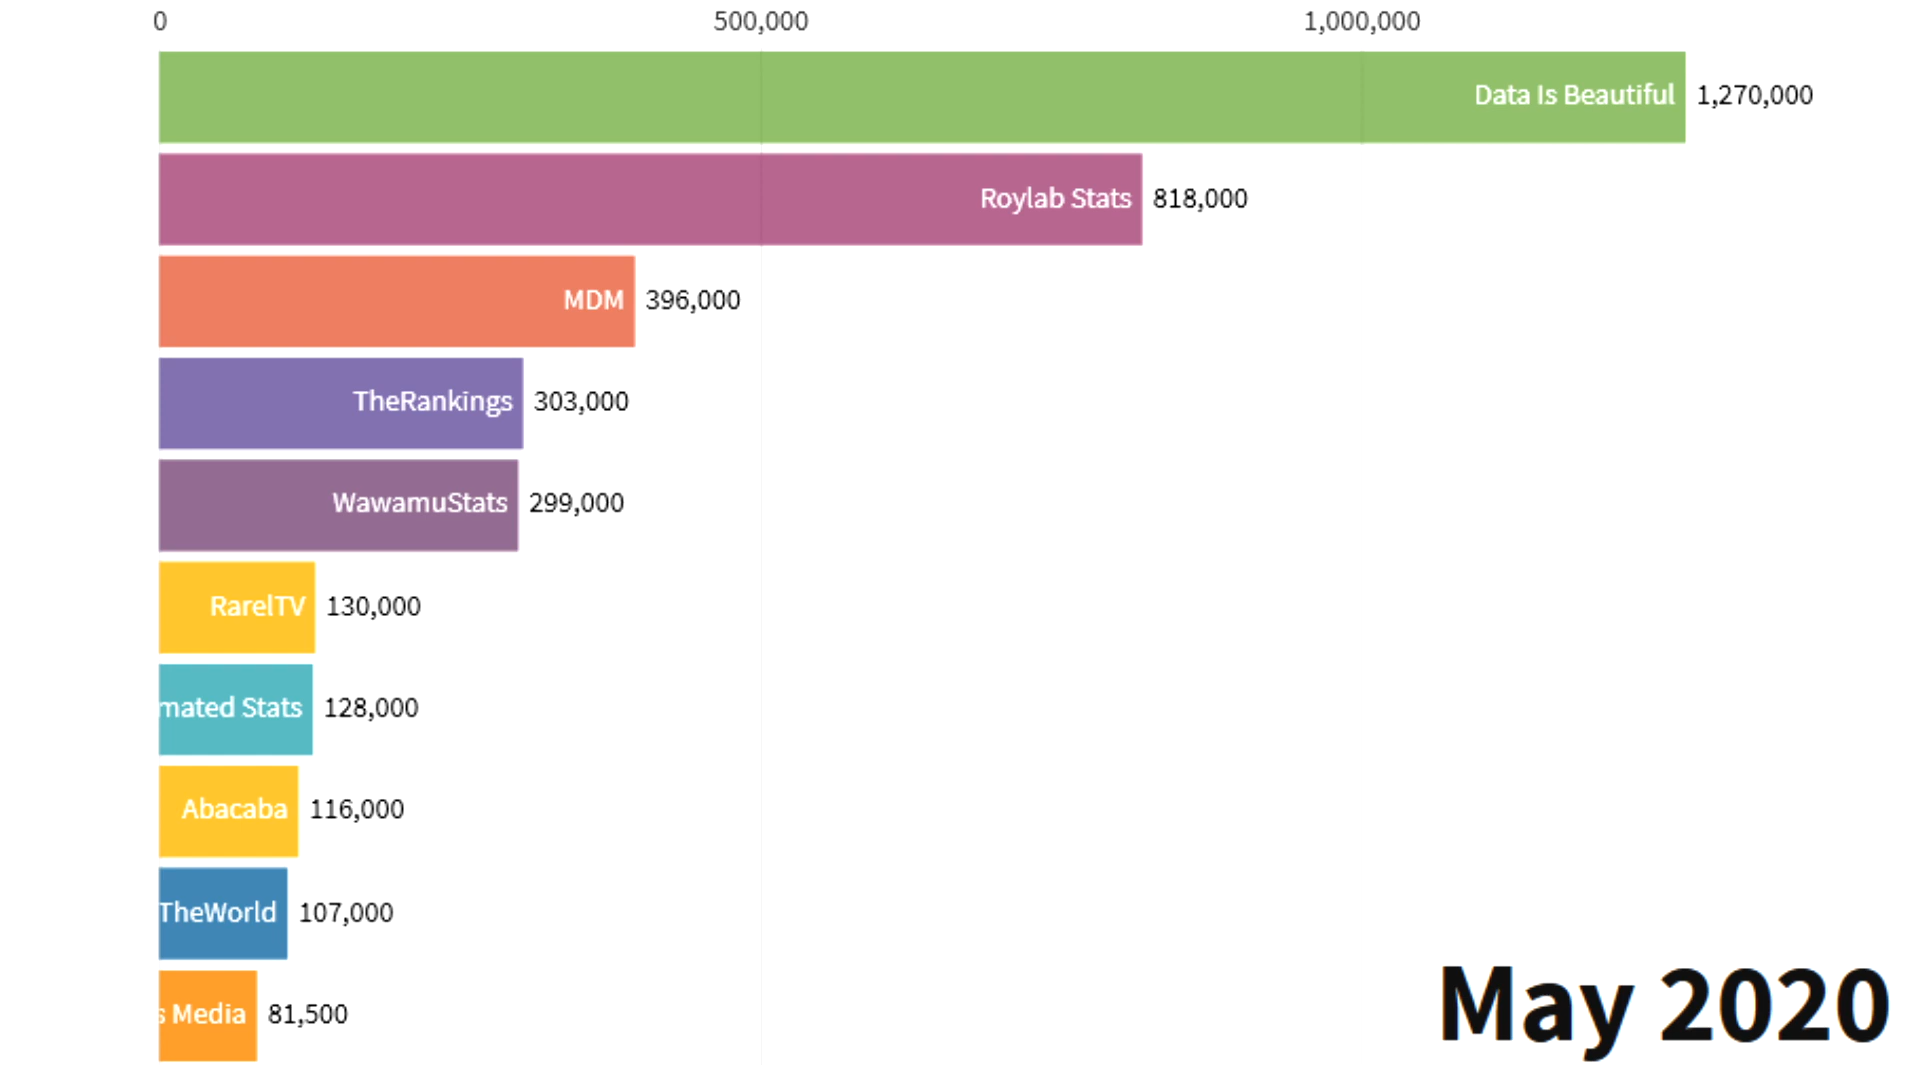 0 500,000 1,000,000
Data Is Beautiful 1,270,000
Roylab Stats 818,000
MDM 396,000
TheRankings 303,000
WawamuStats 299,000
RarelTV 130,000
mated Stats 128,000
Abacaba 116,000
TheWorld 107,000
s Media 81,500
May 2020